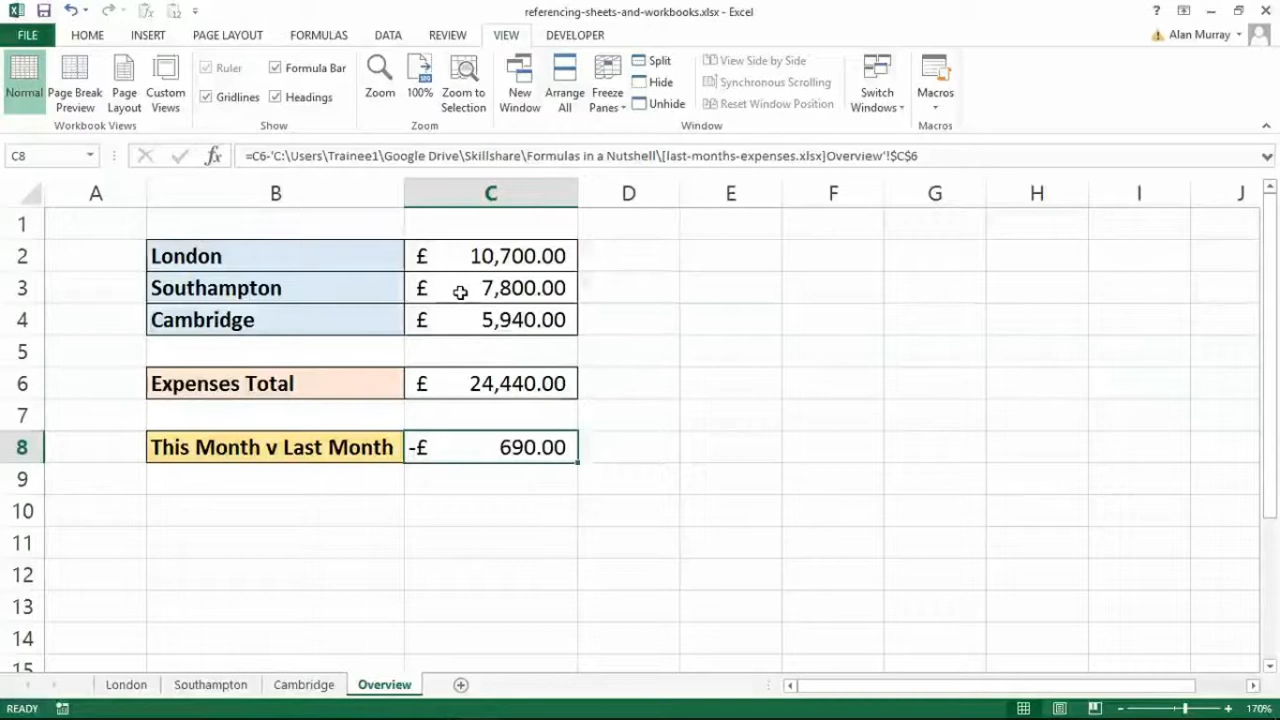 referencing-sheets-and-workbooks.xlsx - Excel
FILE HOME INSERT PAGE LAYOUT FORMULAS DATA REVIEW VIEW DEVELOPER Alan Murray
Normal
Page Break
Preview
Page
Layout
Custom
Views
Workbook Views
Ruler
Formula Bar
Gridlines
Headings
Show
Zoom
100%
Zoom to
Selection
Zoom
New
Window
Arrange
All
Freeze
Panes
Split
Hide
Unhide
View Side by Side
Synchronous Scrolling
Reset Window Position
Window
Switch
Windows
Macros
Macros
C8 fx =C6-'C:\Users\Trainee1\Google Drive\Skillshare\Formulas in a Nutshell\[last-months-expenses.xlsx]Overview'!$C$6
A B C D E F G H I J
1
2 London £ 10,700.00
3 Southampton £ 7,800.00
4 Cambridge £ 5,940.00
5
6 Expenses Total £ 24,440.00
7
8 This Month v Last Month -£ 690.00
9
10
11
12
13
14
15
London Southampton Cambridge Overview
READY 170%